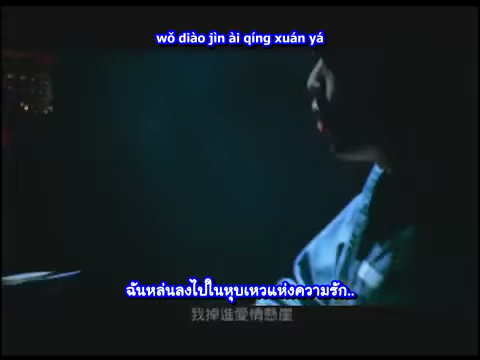 wǒ diào jìn ài qíng xuán yá
ฉันหล่นลงไปในหุบเหวแห่งความรัก..
我掉進愛情懸崖